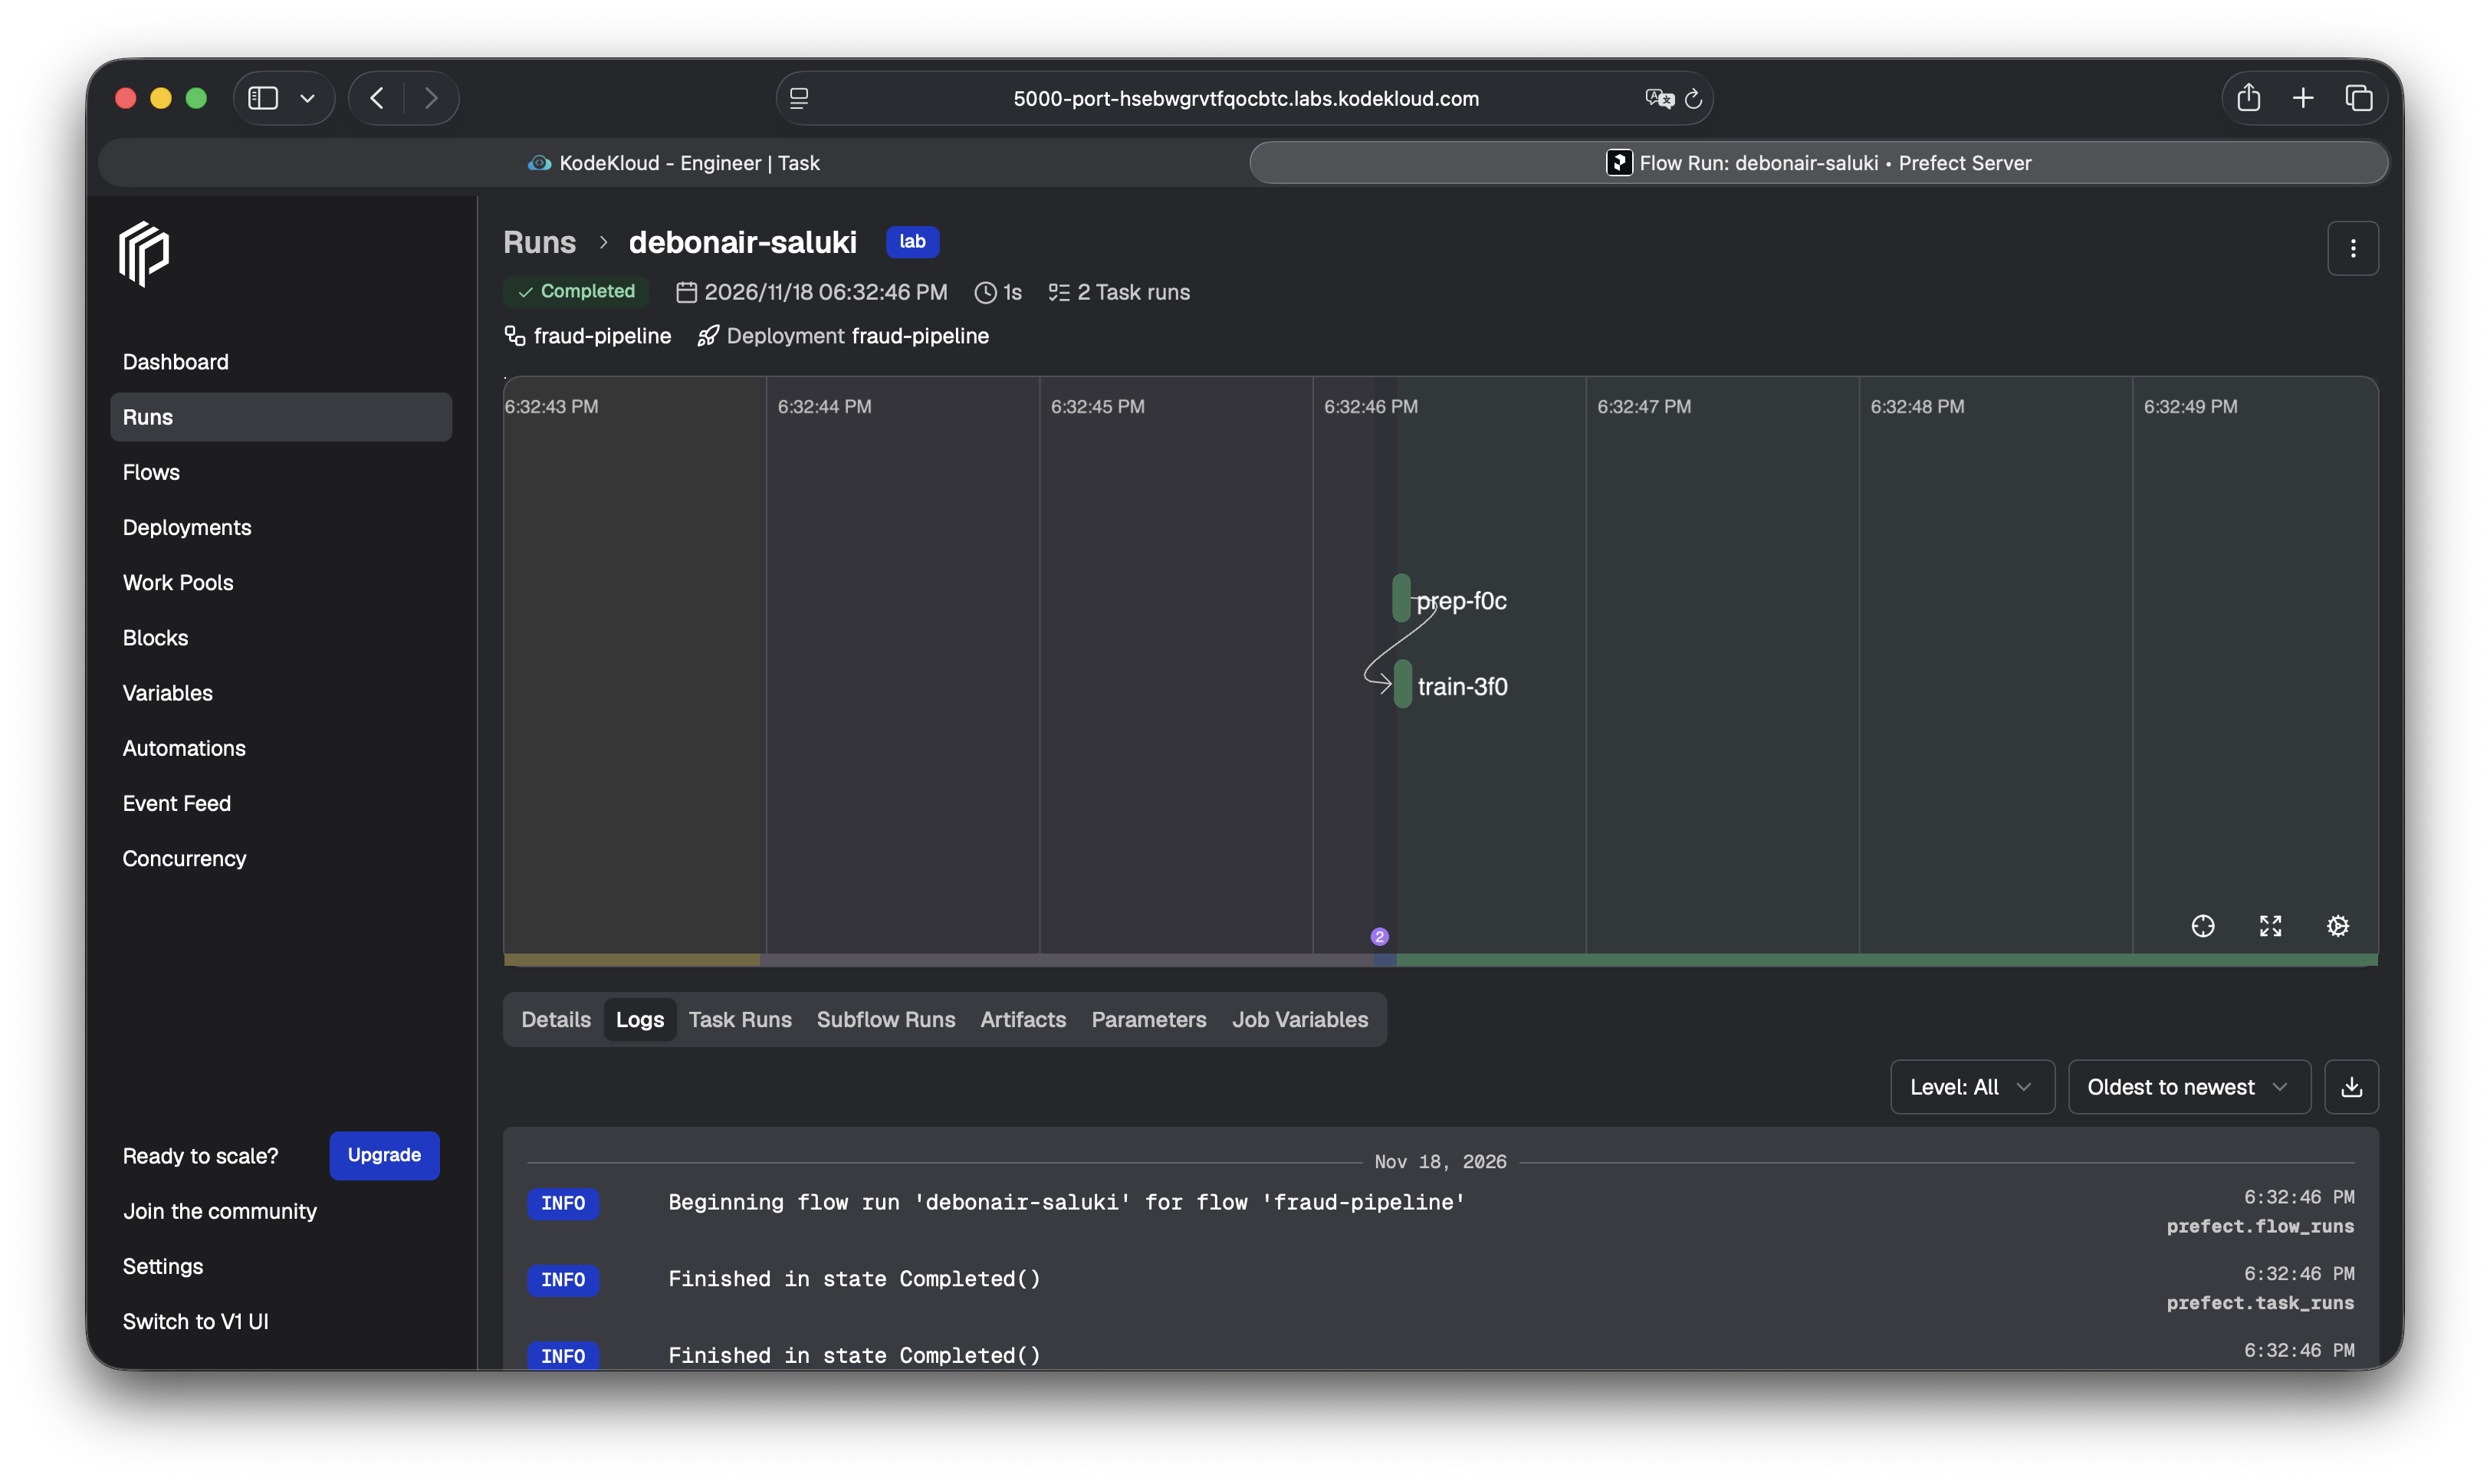 5000-port-hsebwgrvtfqocbtc.labs.kodekloud.com
KodeKloud - Engineer | Task
Flow Run: debonair-saluki • Prefect Server
Runs > debonair-saluki lab
Completed 2026/11/18 06:32:46 PM 1s 2 Task runs
fraud-pipeline Deployment fraud-pipeline
Dashboard
Runs
Flows
Deployments
Work Pools
Blocks
Variables
Automations
Event Feed
Concurrency
Ready to scale? Upgrade
Join the community
Settings
Switch to V1 UI
6:32:43 PM 6:32:44 PM 6:32:45 PM 6:32:46 PM 6:32:47 PM 6:32:48 PM 6:32:49 PM
prep-f0c
train-3f0
2
Details Logs Task Runs Subflow Runs Artifacts Parameters Job Variables
Level: All Oldest to newest
Nov 18, 2026
INFO Beginning flow run 'debonair-saluki' for flow 'fraud-pipeline' 6:32:46 PM
prefect.flow_runs
INFO Finished in state Completed() 6:32:46 PM
prefect.task_runs
INFO Finished in state Completed() 6:32:46 PM